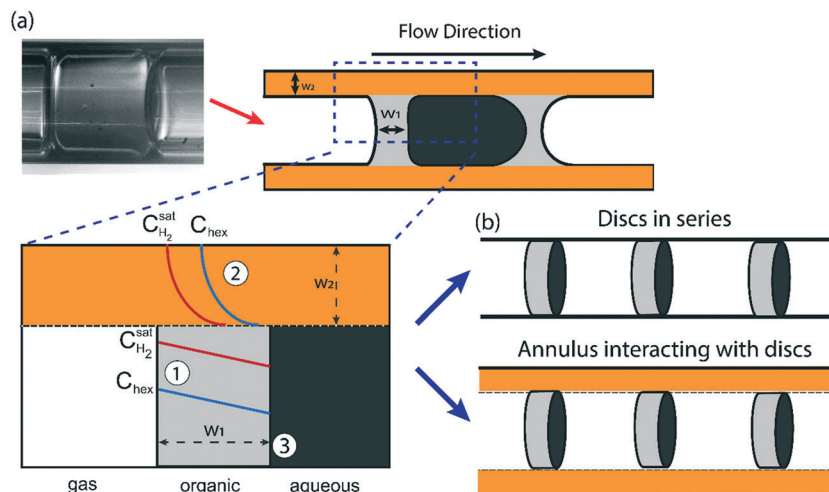 (a)
Flow Direction
W₂
W₁
C_H₂^sat C_hex
②
W₂
C_H₂^sat
①
C_hex
W₁
③
gas organic aqueous
(b)
Discs in series
Annulus interacting with discs